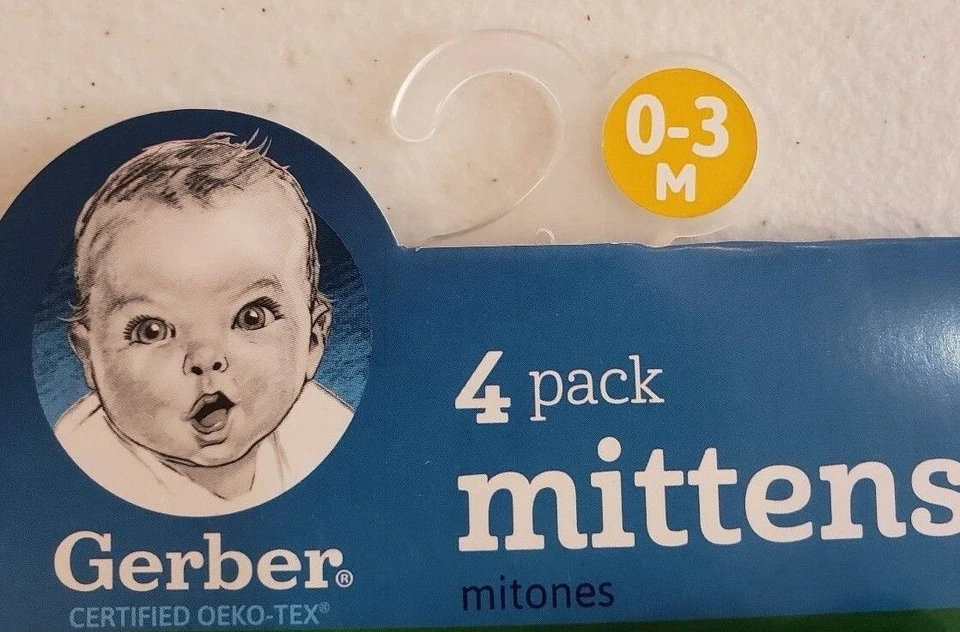 0-3
M
4 pack
mittens
mitones
Gerber®
CERTIFIED OEKO-TEX®